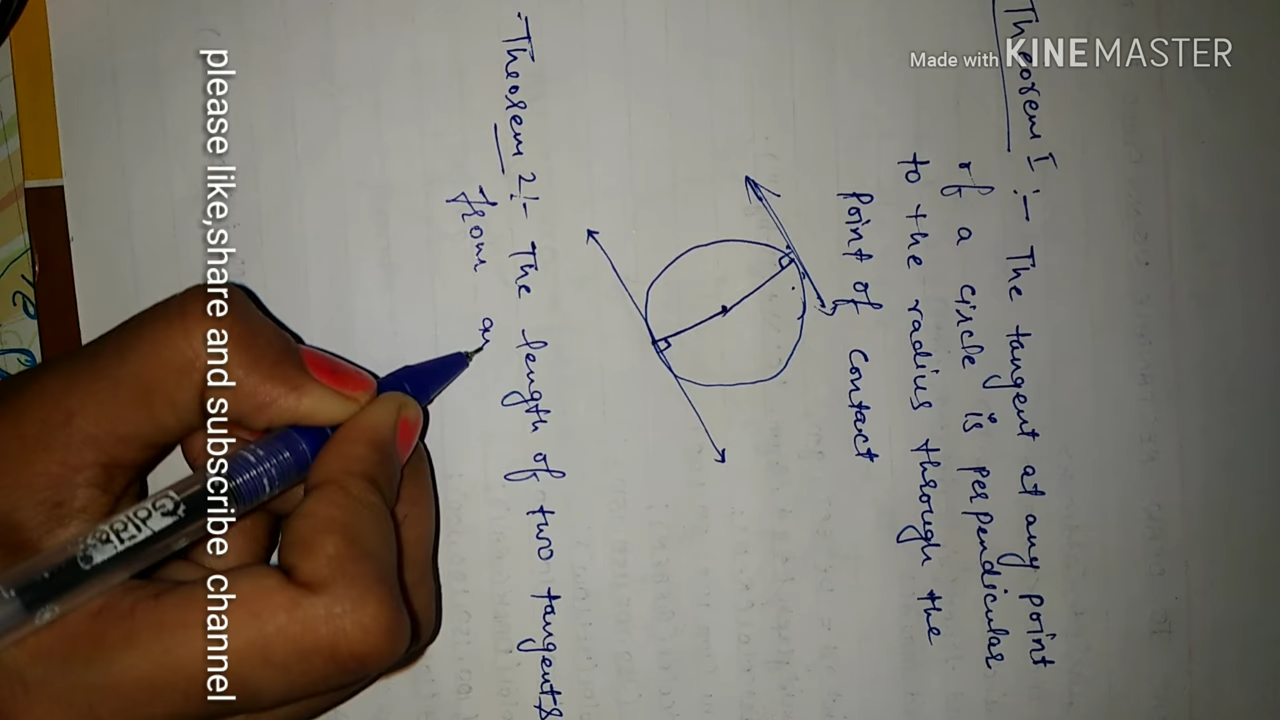 Made with KINEMASTER
Theorem I :- The tangent at any point
of a circle is perpendicular
to the radius through the
Point of contact
Theorem 2:- The length of two tangents
from an
please like,share and subscribe channel